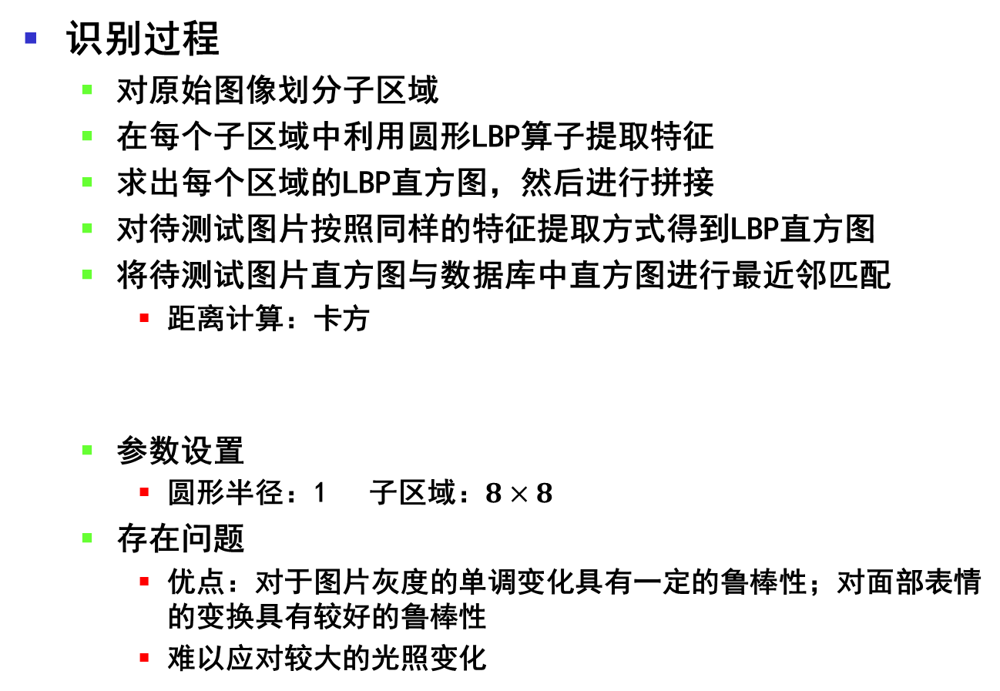 识别过程
对原始图像划分子区域
在每个子区域中利用圆形LBP算子提取特征
求出每个区域的LBP直方图，然后进行拼接
对待测试图片按照同样的特征提取方式得到LBP直方图
将待测试图片直方图与数据库中直方图进行最近邻匹配
距离计算：卡方
参数设置
圆形半径：1 子区域：8 × 8
存在问题
优点：对于图片灰度的单调变化具有一定的鲁棒性；对面部表情
的变换具有较好的鲁棒性
难以应对较大的光照变化